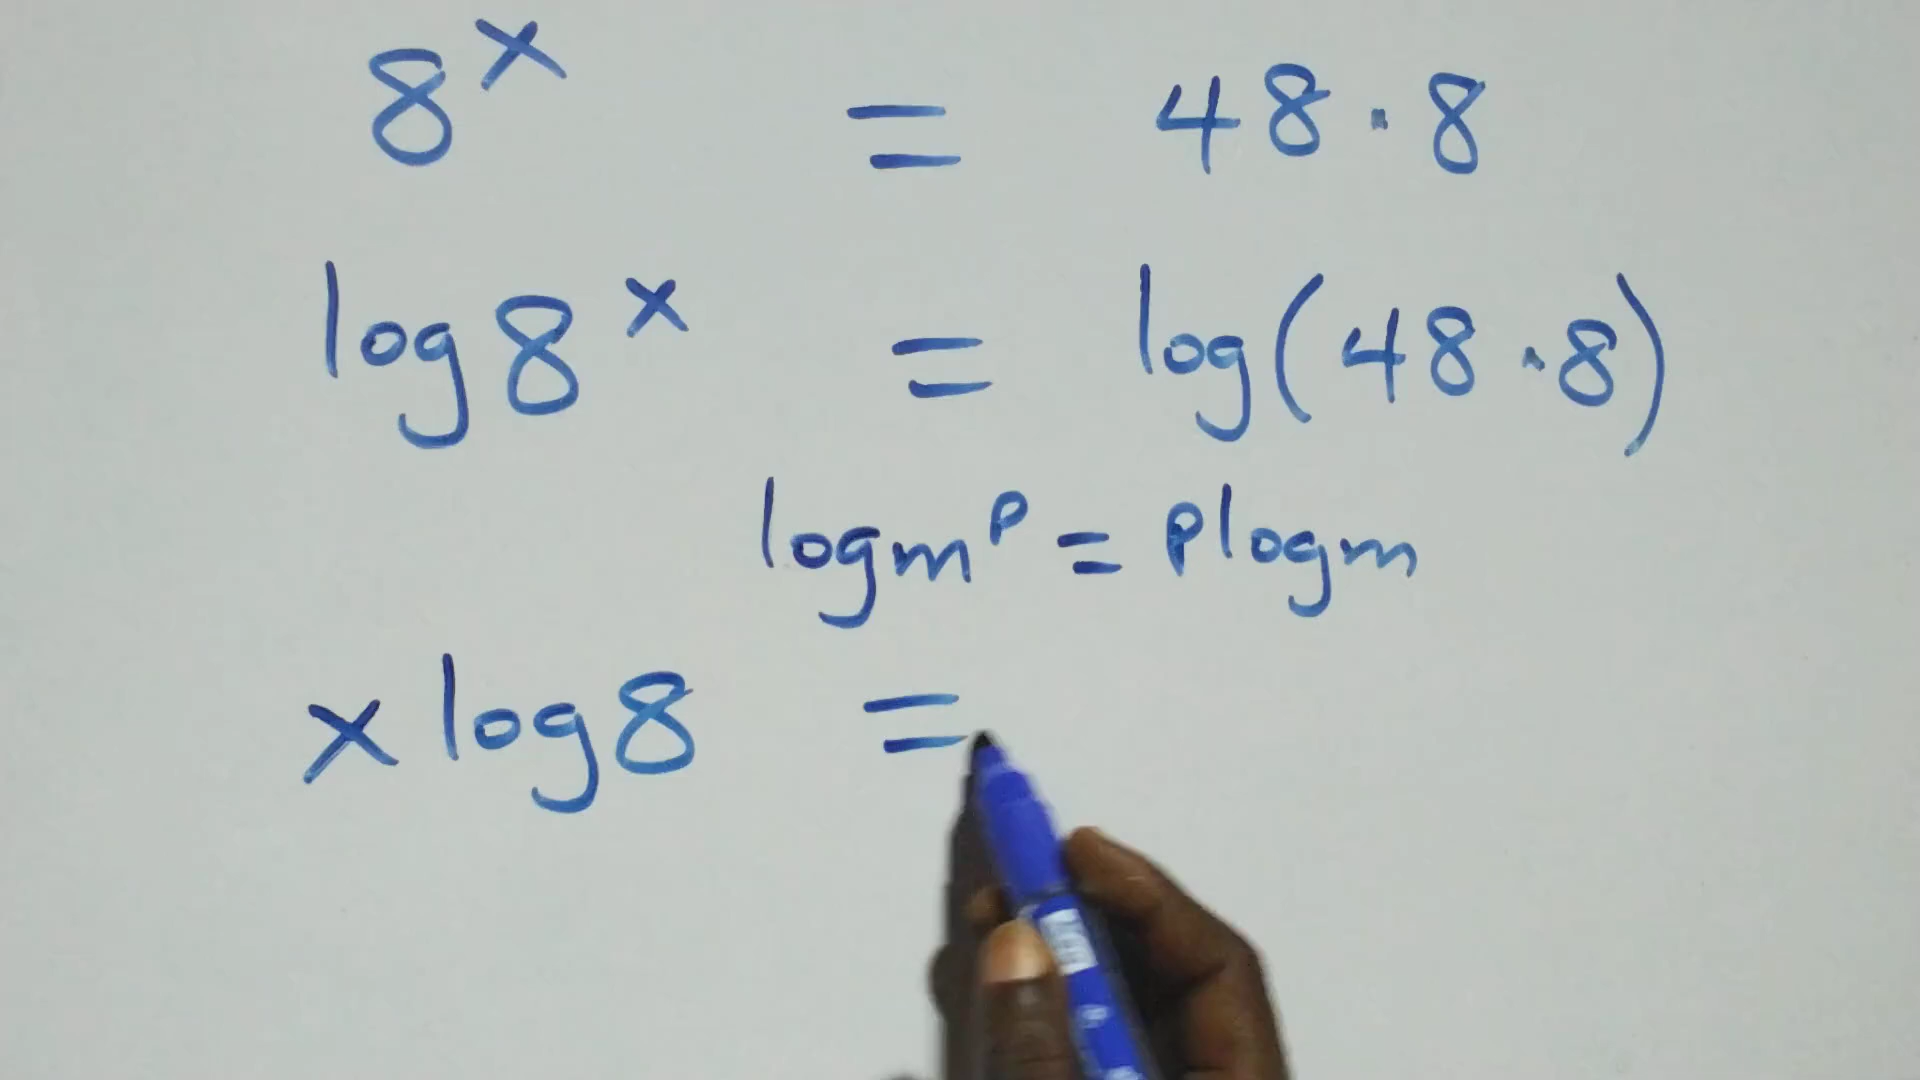 8^x = 48·8
log 8^x = log(48·8)
log m^p = p log m
x log 8 =